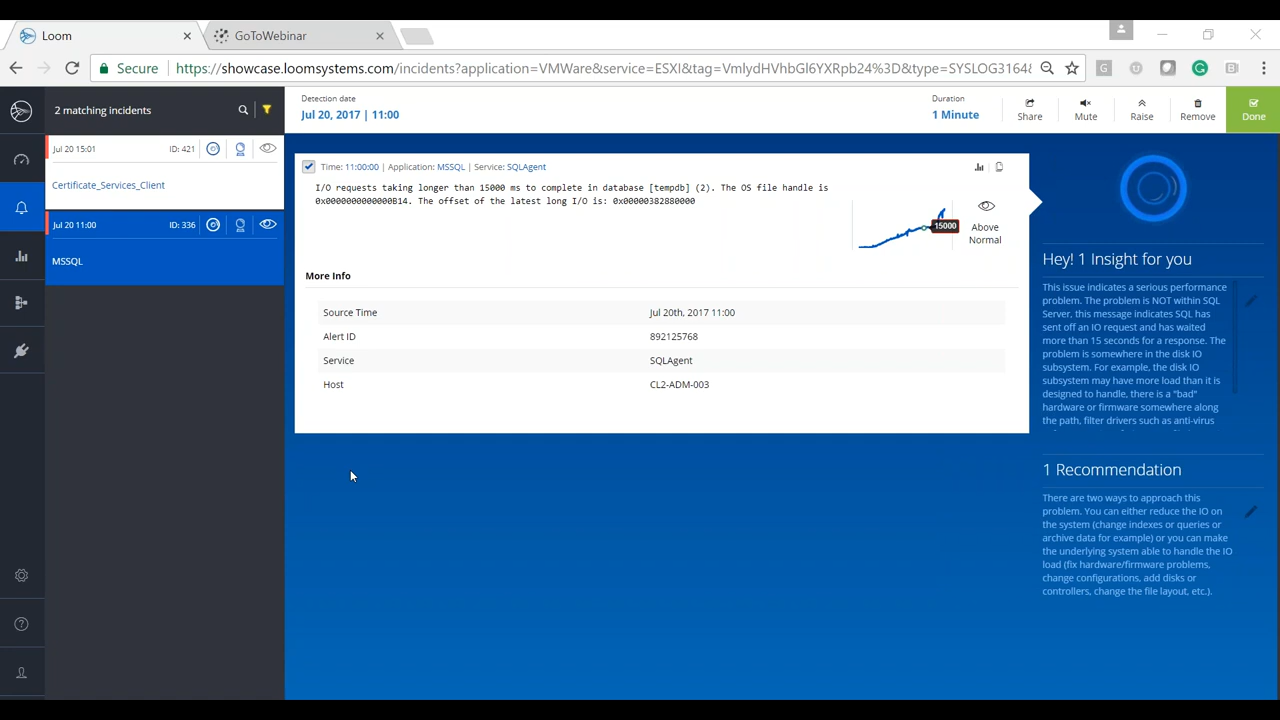 Loom
GoToWebinar
Secure
https://showcase.loomsystems.com/incidents?application=VMWare&service=ESXI&tag=VmlydHVhbGl6YXRpb24%3D&type=SYSLOG3164&
2 matching incidents
Detection date
Jul 20, 2017 | 11:00
Duration
1 Minute
Share
Mute
Raise
Remove
Done
Jul 20 15:01
ID: 421
Certificate_Services_Client
Jul 20 11:00
ID: 336
MSSQL
Time: 11:00:00 | Application: MSSQL | Service: SQLAgent
I/O requests taking longer than 15000 ms to complete in database [tempdb] (2). The OS file handle is
0x0000000000000B14. The offset of the latest long I/O is: 0x00000382880000
15000
Above
Normal
More Info
Source Time Jul 20th, 2017 11:00
Alert ID 892125768
Service SQLAgent
Host CL2-ADM-003
Hey! 1 Insight for you
This issue indicates a serious performance
problem. The problem is NOT within SQL
Server, this message indicates SQL has
sent off an IO request and has waited
more than 15 seconds for a response. The
problem is somewhere in the disk IO
subsystem. For example, the disk IO
subsystem may have more load than it is
designed to handle, there is a "bad"
hardware or firmware somewhere along
the path, filter drivers such as anti-virus
1 Recommendation
There are two ways to approach this
problem. You can either reduce the IO on
the system (change indexes or queries or
archive data for example) or you can make
the underlying system able to handle the IO
load (fix hardware/firmware problems,
change configurations, add disks or
controllers, change the file layout, etc.).